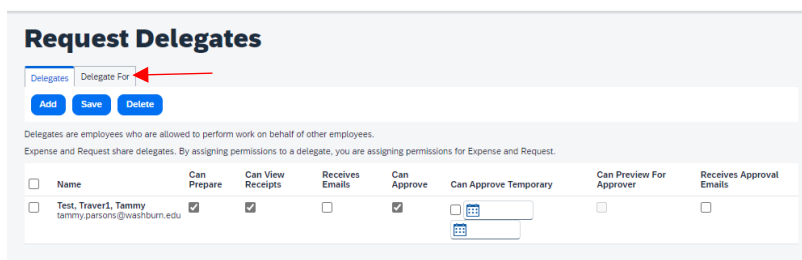 Request Delegates
Delegates Delegate For
Add Save Delete
Delegates are employees who are allowed to perform work on behalf of other employees.
Expense and Request share delegates. By assigning permissions to a delegate, you are assigning permissions for Expense and Request.
Name Can Prepare Can View Receipts Receives Emails Can Approve Can Approve Temporary Can Preview For Approver Receives Approval Emails
Test, Traver1, Tammy
tammy.parsons@washburn.edu